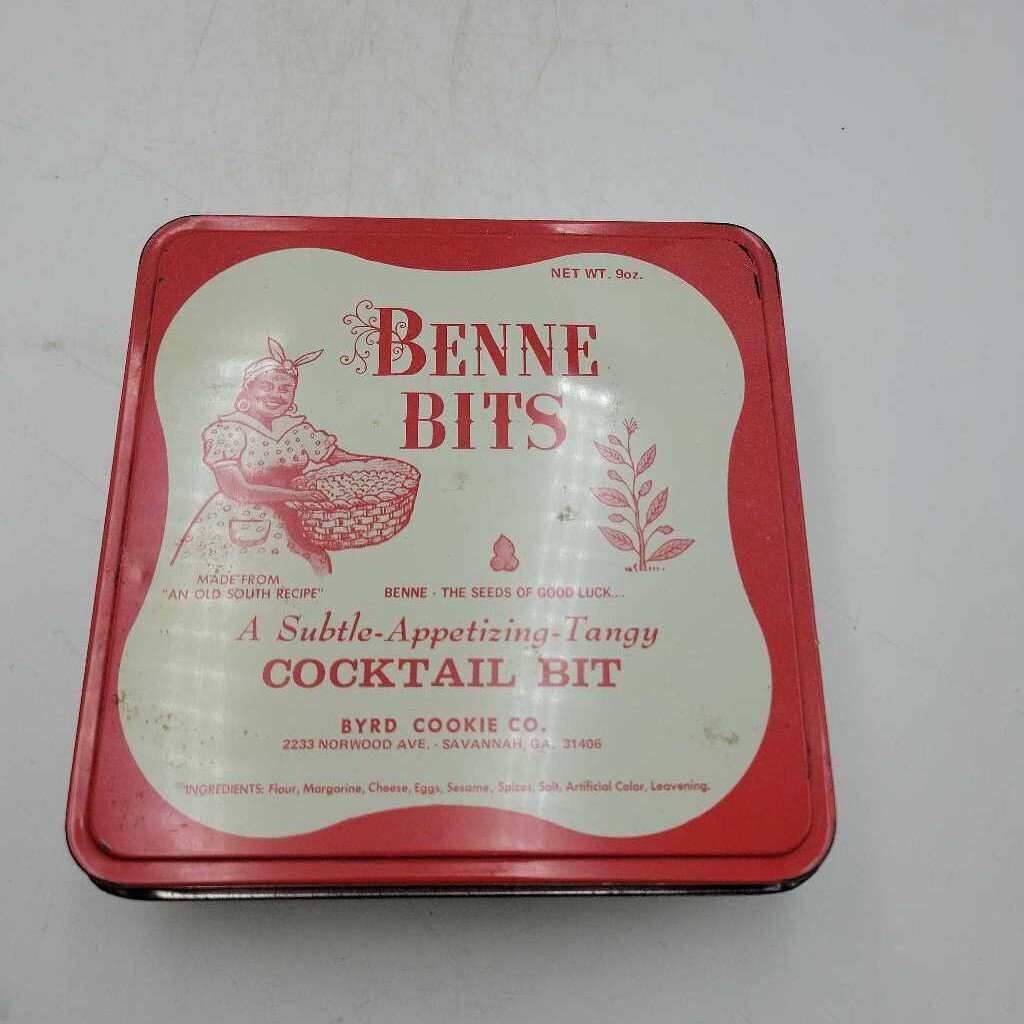 NET WT. 9oz.
BENNE
BITS
MADE FROM
"AN OLD SOUTH RECIPE"
BENNE - THE SEEDS OF GOOD LUCK....
A Subtle-Appetizing-Tangy
COCKTAIL BIT
BYRD COOKIE CO.
2233 NORWOOD AVE. - SAVANNAH, GA. 31406
INGREDIENTS: Flour, Margarine, Cheese, Eggs, Sesame, Spices, Salt, Artificial Color, Leavening.